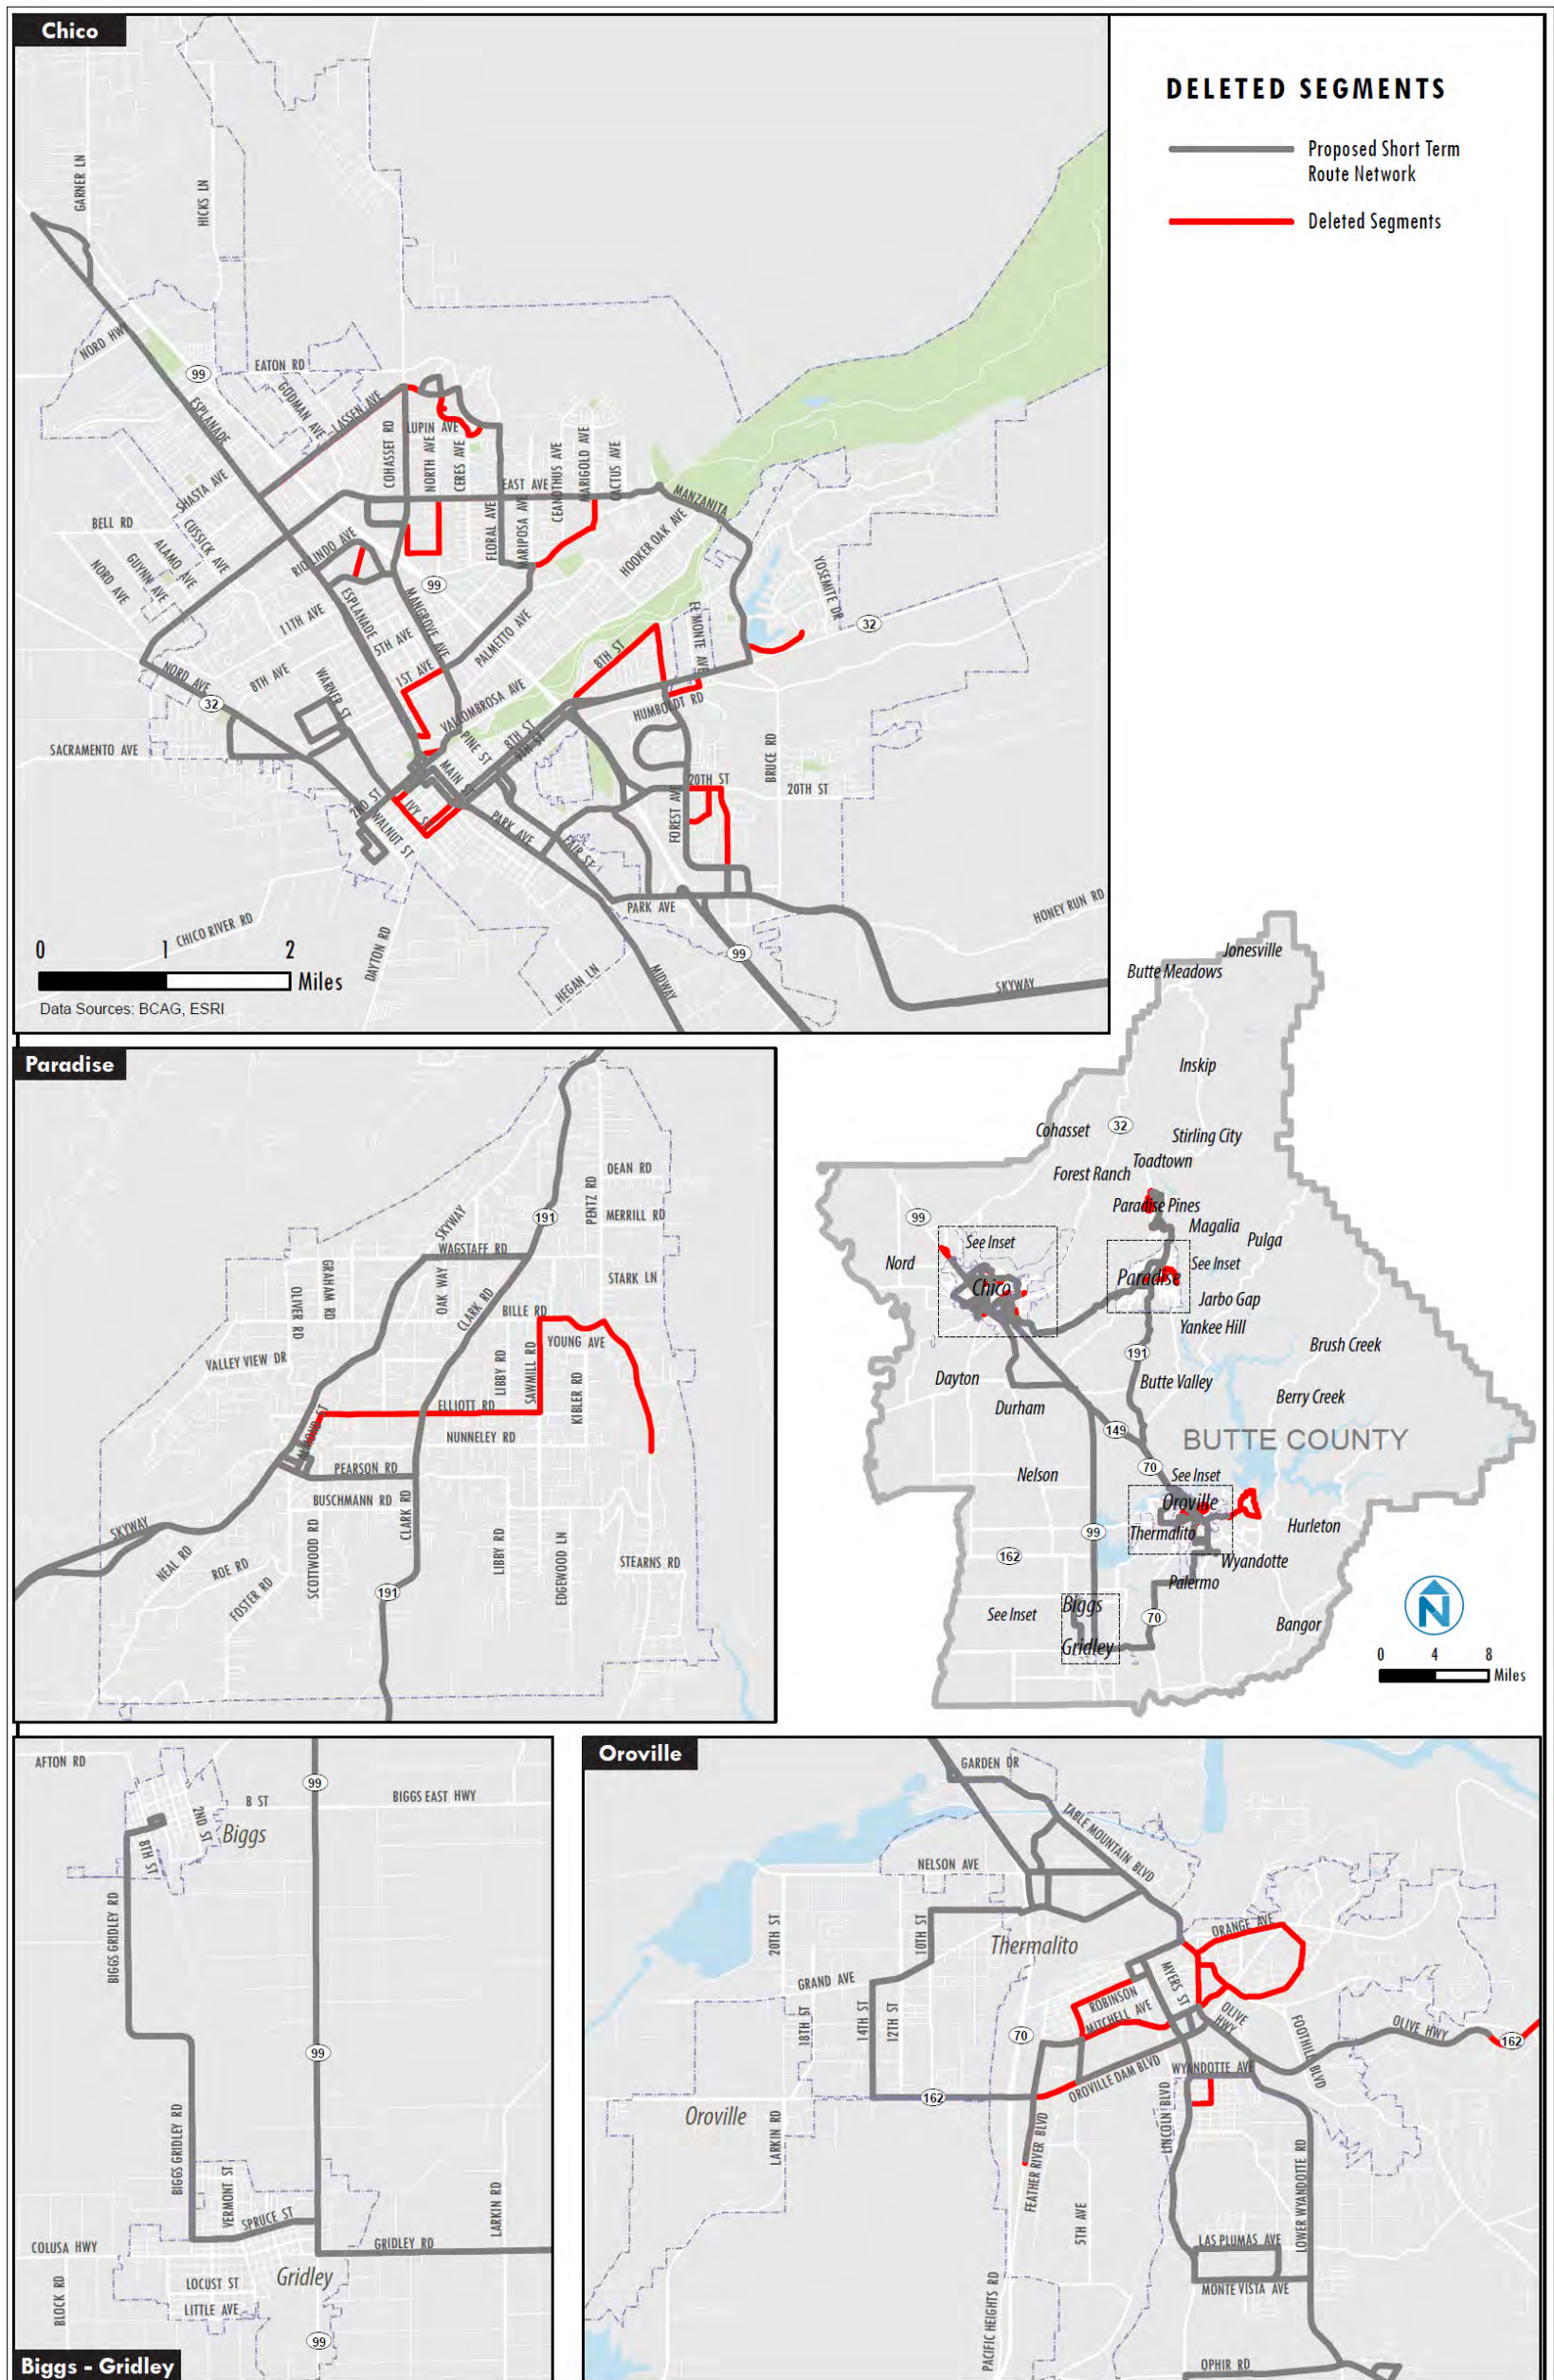 Chico
DELETED SEGMENTS
Proposed Short Term
Route Network
Deleted Segments
GARNER LN
HICKS LN
NORD HWY
99
EATON RD
GODMAN AVE
ESPLANADE
LASSEN AVE
COHASSET RD
LUPIN AVE
NORTH AVE
CERES AVE
EAST AVE
FLORAL AVE
MARIPOSA AVE
CEANOTHUS AVE
MARIGOLD AVE
CACTUS AVE
MANZANITA
HOOKER OAK AVE
SHASTA AVE
BELL RD
CUSSICK AVE
ALAMO AVE
GUYNN AVE
NORD AVE
RIO LINDO AVE
99
11TH AVE
ESPLANADE
MANGROVE AVE
5TH AVE
PALMETTO AVE
YOSEMITE DR
32
EL MONTE AVE
8TH ST
1ST AVE
8TH AVE
NORD AVE
32
WARNER ST
VALLOMBROSA AVE
HUMBOLDT RD
SACRAMENTO AVE
PINE ST
8TH ST
9TH ST
MAIN ST
BRUCE RD
20TH ST
20TH ST
2ND ST
IVY ST
WALNUT ST
PARK AVE
FAIR ST
FOREST AVE
PARK AVE
HONEY RUN RD
CHICO RIVER RD
DAYTON RD
99
HEGAN LN
MIDWAY
SKYWAY
0 1 2
Miles
Data Sources: BCAG, ESRI
Paradise
DEAN RD
PENTZ RD
191
MERRILL RD
SKYWAY
WAGSTAFF RD
GRAHAM RD
OLIVER RD
OAK WAY
STARK LN
CLARK RD
BILLE RD
YOUNG AVE
VALLEY VIEW DR
LIBBY RD
SAWMILL RD
KIBLER RD
ELLIOTT RD
ALMOND ST
NUNNELEY RD
PEARSON RD
BUSCHMANN RD
CLARK RD
SKYWAY
NEAL RD
ROE RD
FOSTER RD
SCOTTWOOD RD
LIBBY RD
EDGEWOOD LN
STEARNS RD
191
Jonesville
Butte Meadows
Inskip
Cohasset
32
Stirling City
Toadtown
Forest Ranch
Paradise Pines
99
Magalia
Pulga
Nord
See Inset
Chico
See Inset
Paradise
Jarbo Gap
Yankee Hill
Brush Creek
191
Dayton
Butte Valley
Berry Creek
Durham
149
BUTTE COUNTY
70
Nelson
See Inset
Oroville
Thermalito
Hurleton
99
162
Wyandotte
Palermo
See Inset
Biggs
70
Bangor
Gridley
N
0 4 8
Miles
AFTON RD
99
B ST
BIGGS EAST HWY
2ND ST
Biggs
8TH ST
BIGGS GRIDLEY RD
99
BIGGS GRIDLEY RD
VERMONT ST
SPRUCE ST
LARKIN RD
COLUSA HWY
GRIDLEY RD
Gridley
LOCUST ST
BLOCK RD
LITTLE AVE
99
Biggs - Gridley
Oroville
GARDEN DR
TABLE MOUNTAIN BLVD
NELSON AVE
20TH ST
10TH ST
Thermalito
ORANGE AVE
GRAND AVE
MYERS ST
ROBINSON
MITCHELL AVE
18TH ST
14TH ST
12TH ST
70
OLIVE HWY
FOOTHILL BLVD
OLIVE HWY
162
WYANDOTTE AVE
OROVILLE DAM BLVD
162
Oroville
LARKIN RD
FEATHER RIVER BLVD
LINCOLN BLVD
LOWER WYANDOTTE RD
5TH AVE
LAS PLUMAS AVE
MONTE VISTA AVE
PACIFIC HEIGHTS RD
OPHIR RD